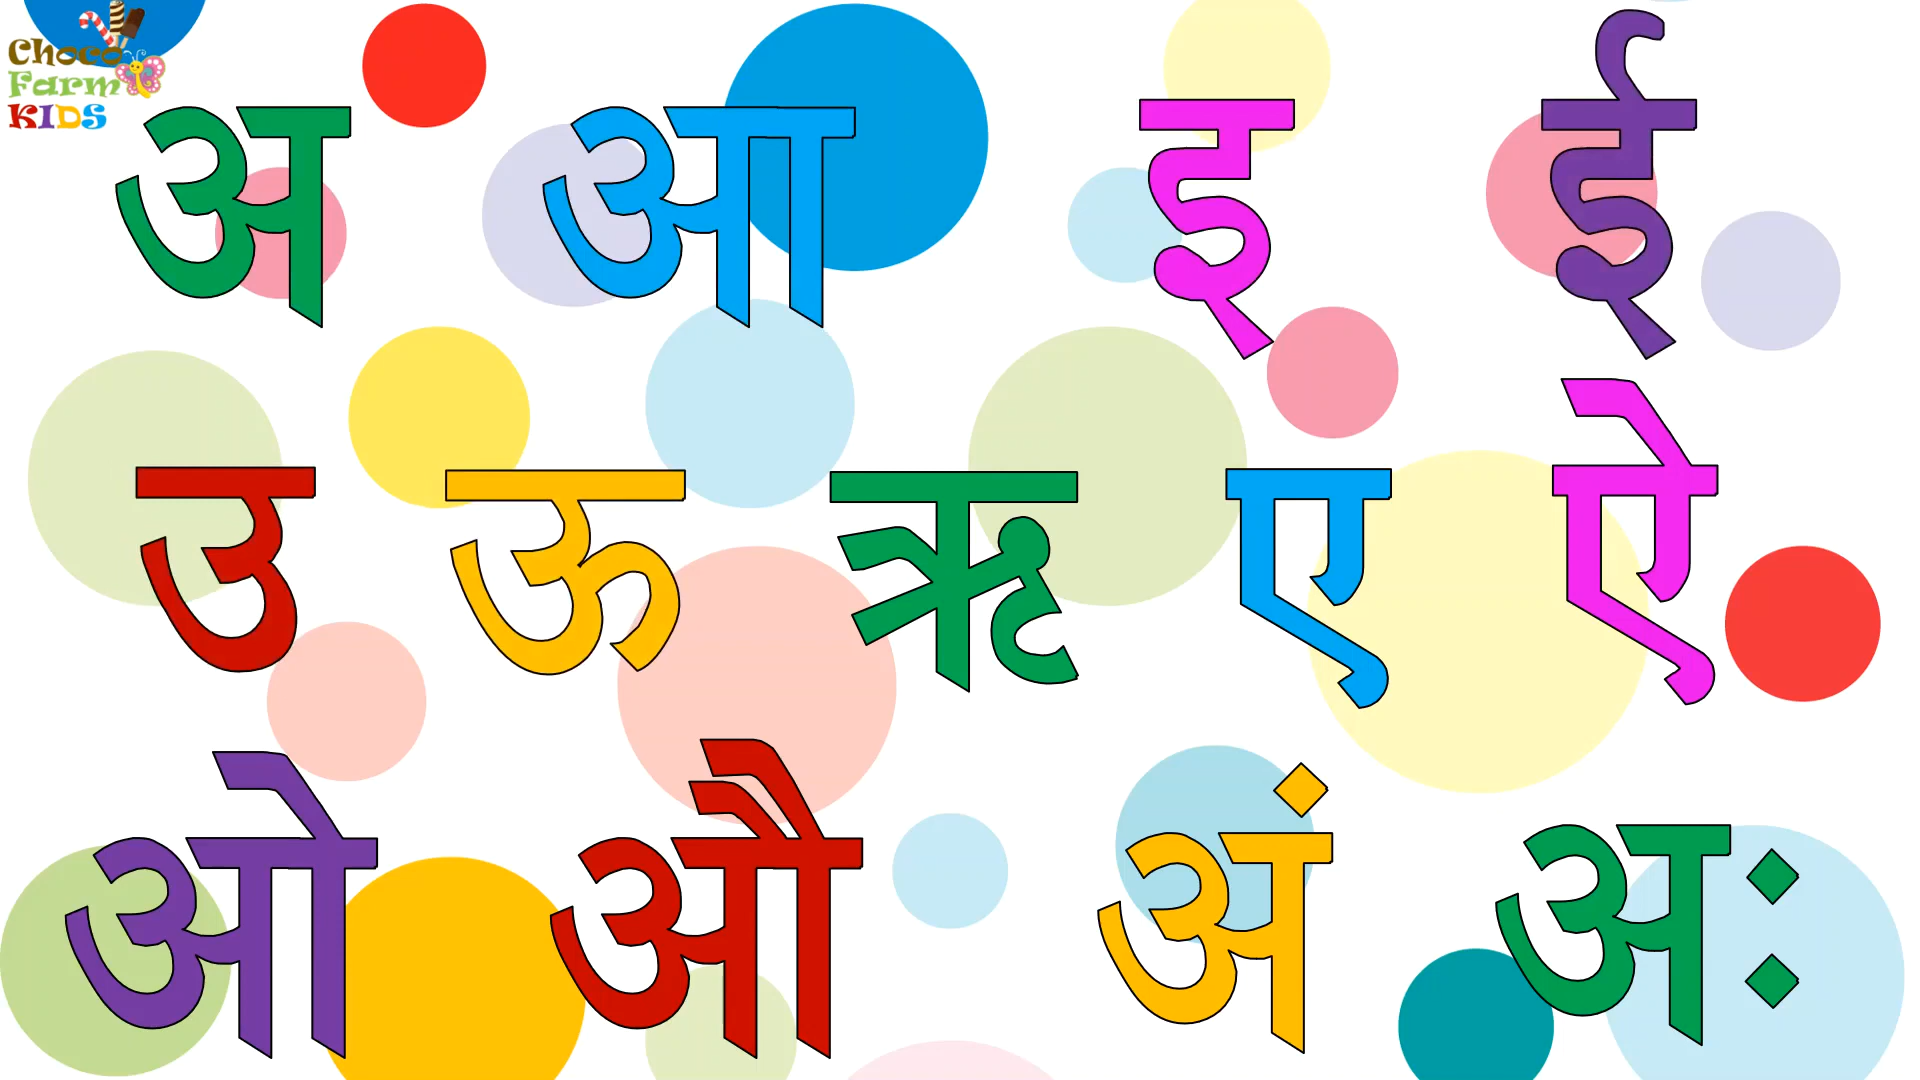 Choco
Farm
KIDS
अ आ इ ई
उ ऊ ऋ ए ऐ
ओ औ अं अः